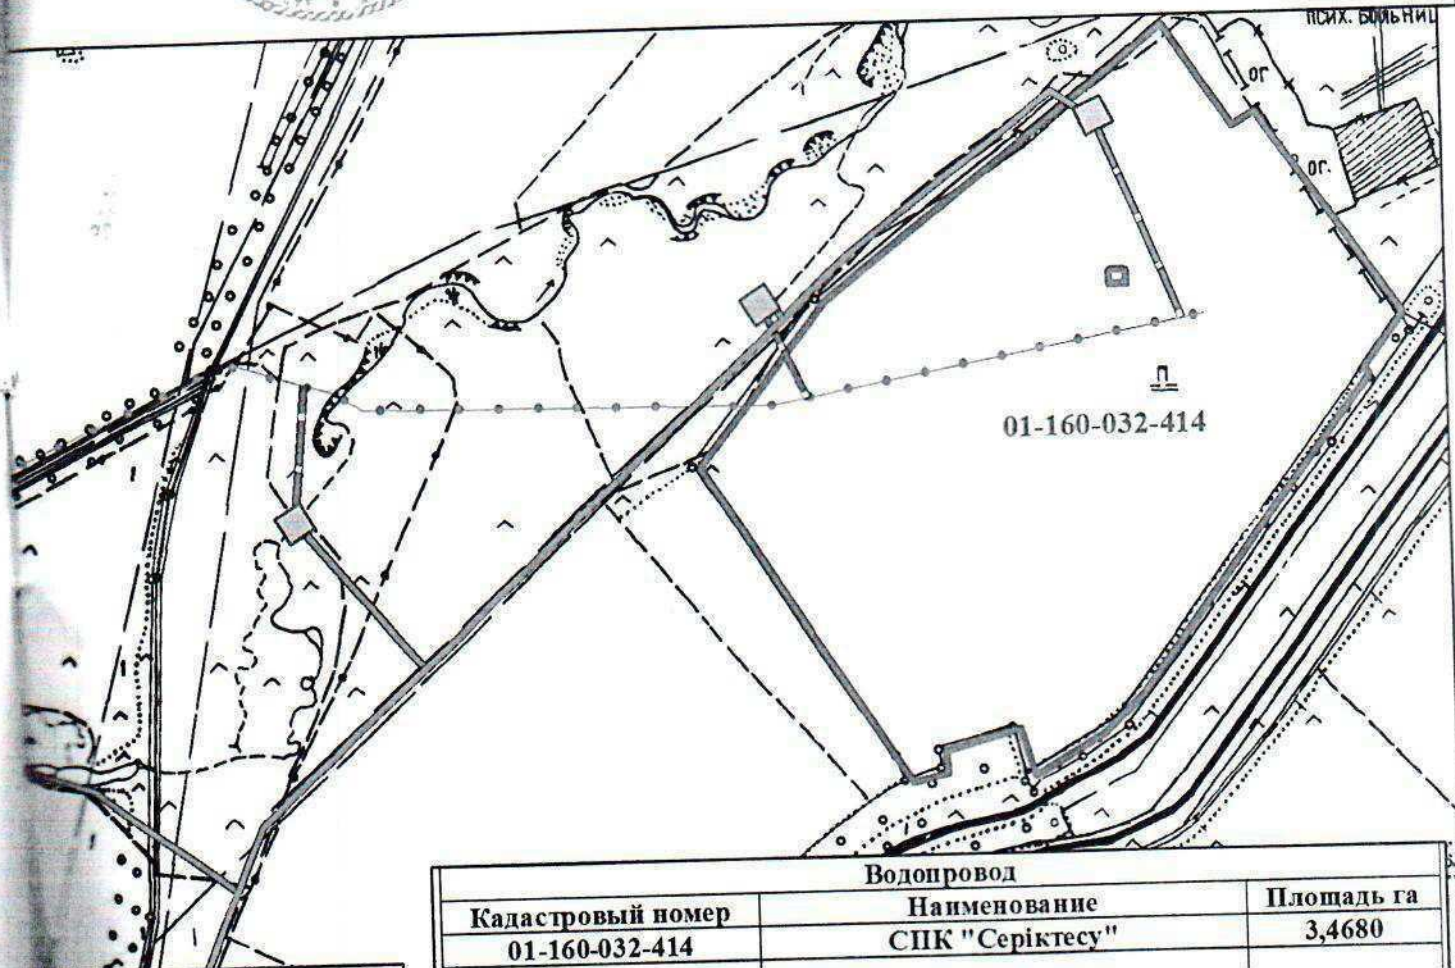 ПСИХ. БОЛЬНИЦ
ОГ
ОГ.
П
01-160-032-414
Водопровод
Кадастровый номер Наименование Площадь га
01-160-032-414 СПК "Серіктесу" 3,4680